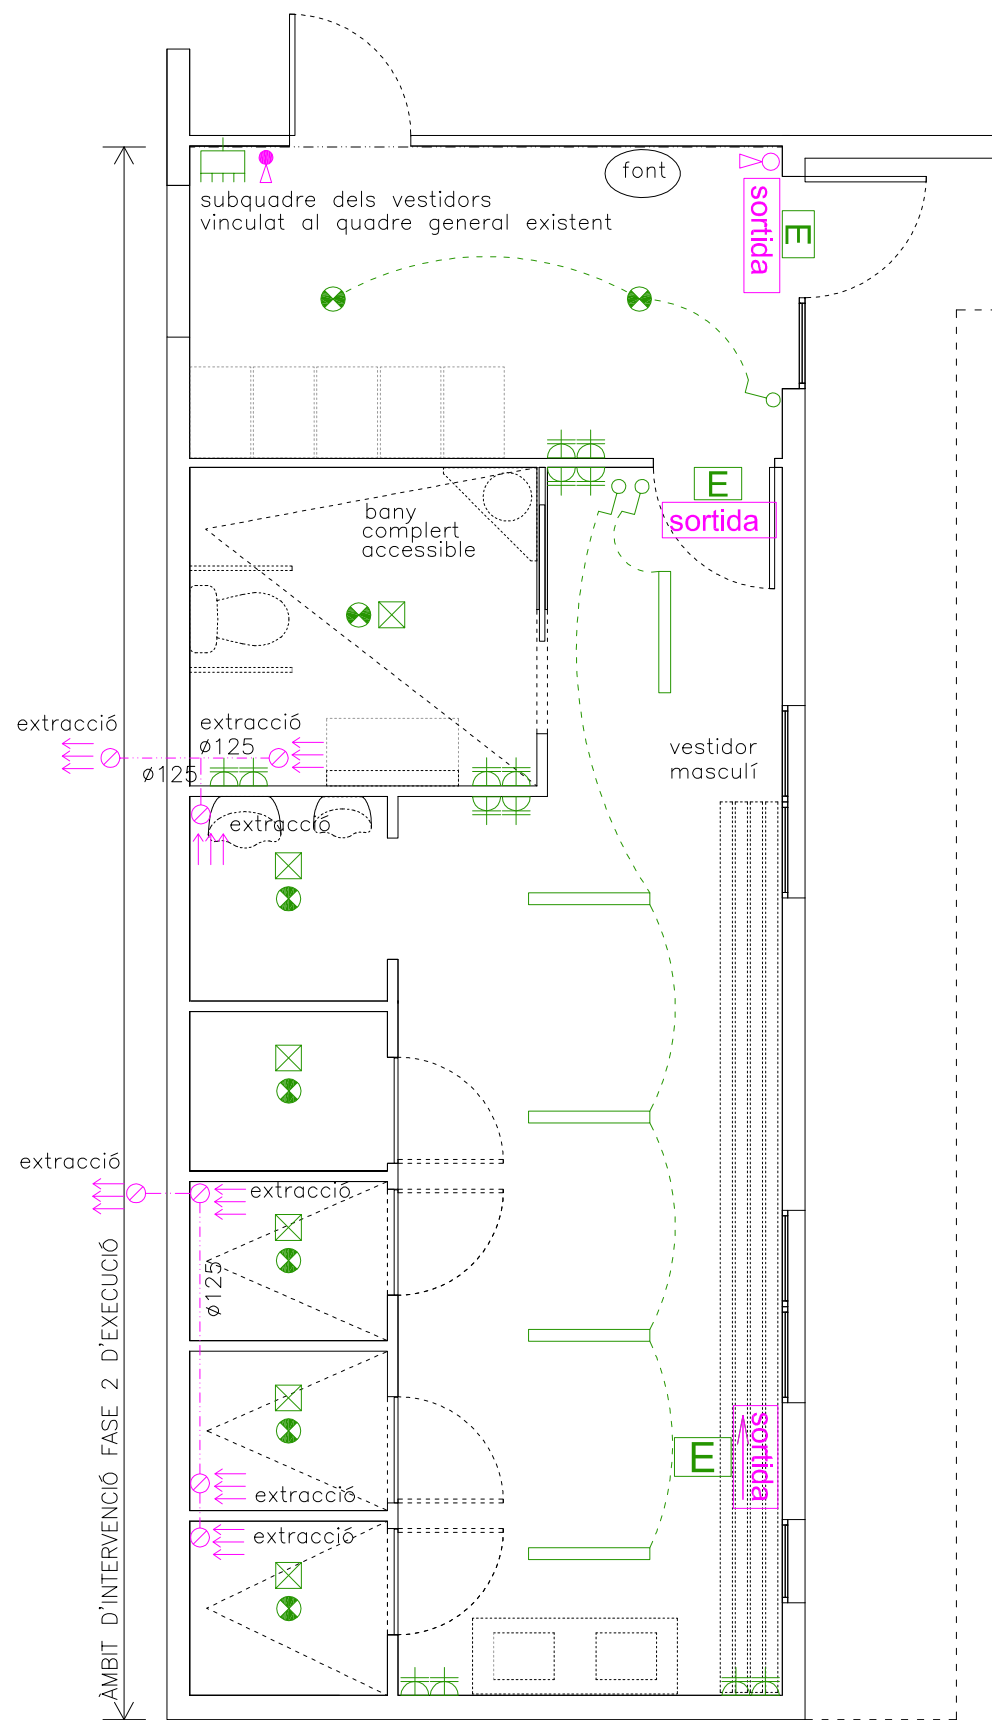 font
subquadre dels vestidors
vinculat al quadre general existent
sortida
E
E
sortida
bany
complert
accessible
extracció
extracció
ø125
ø125
vestidor
masculí
extracció
extracció
extracció
ø125
ÀMBIT D'INTERVENCIÓ FASE 2 D'EXECUCIÓ
E
sortida
extracció
extracció